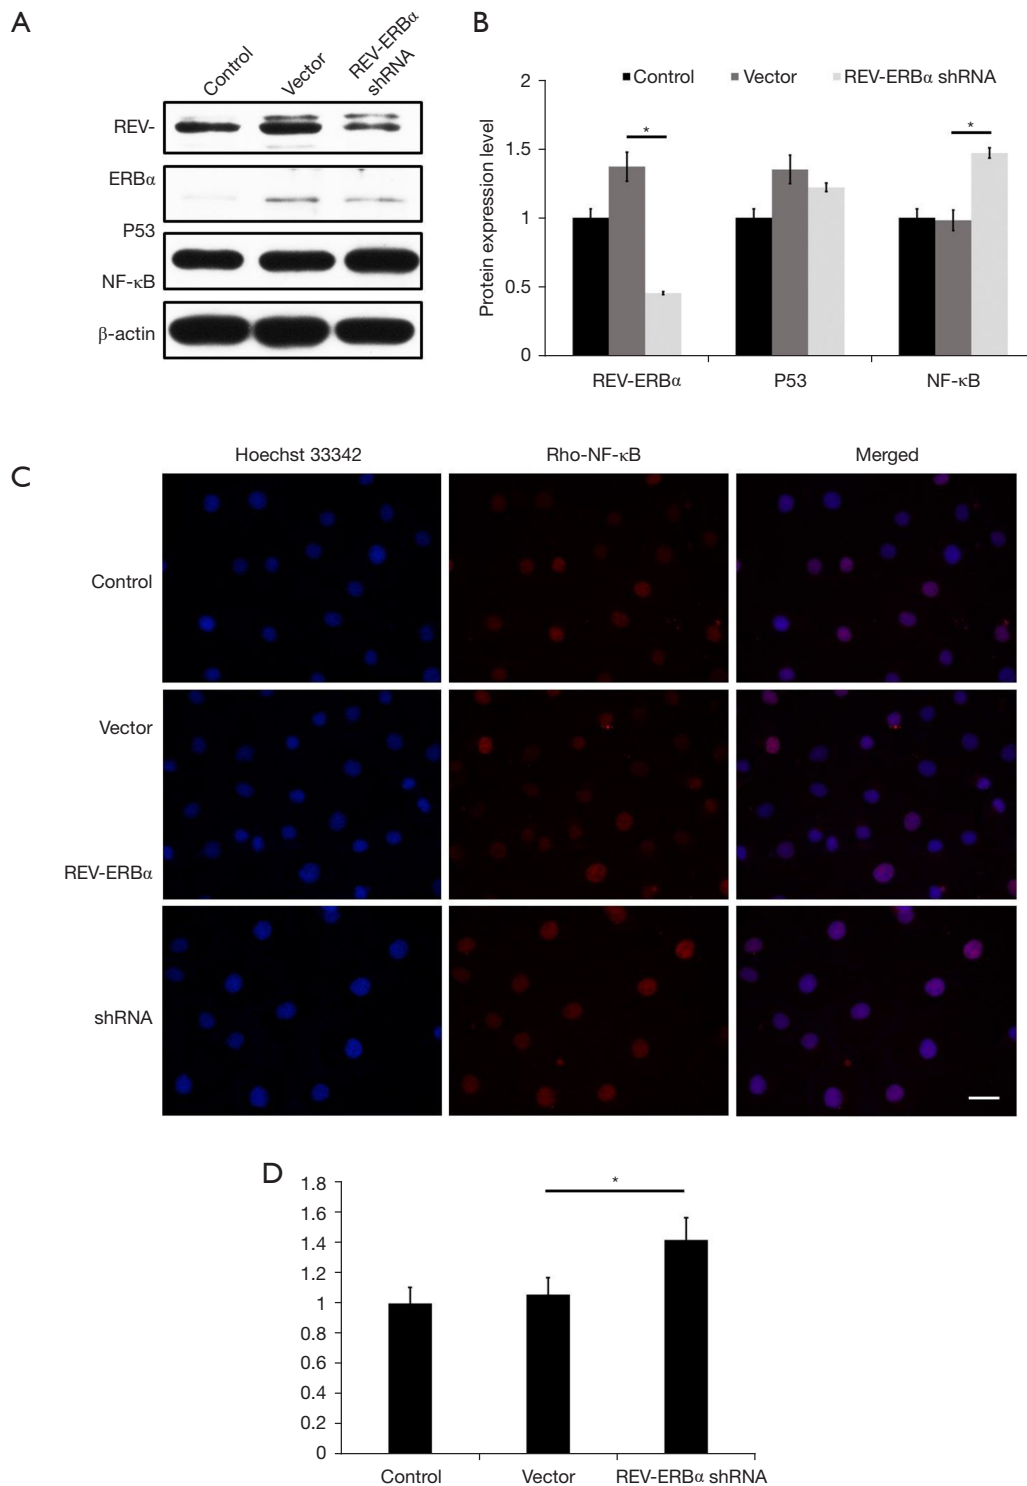 A
Control
Vector
REV-ERBα
shRNA
REV-
ERBα
P53
NF-κB
β-actin
B
Control Vector REV-ERBα shRNA
Protein expression level
2
1.5
1
0.5
0
*
*
REV-ERBα P53 NF-κB
C
Hoechst 33342 Rho-NF-κB Merged
Control
Vector
REV-ERBα
shRNA
D
1.8
1.6
1.4
1.2
1
0.8
0.6
0.4
0.2
0
*
Control Vector REV-ERBα shRNA